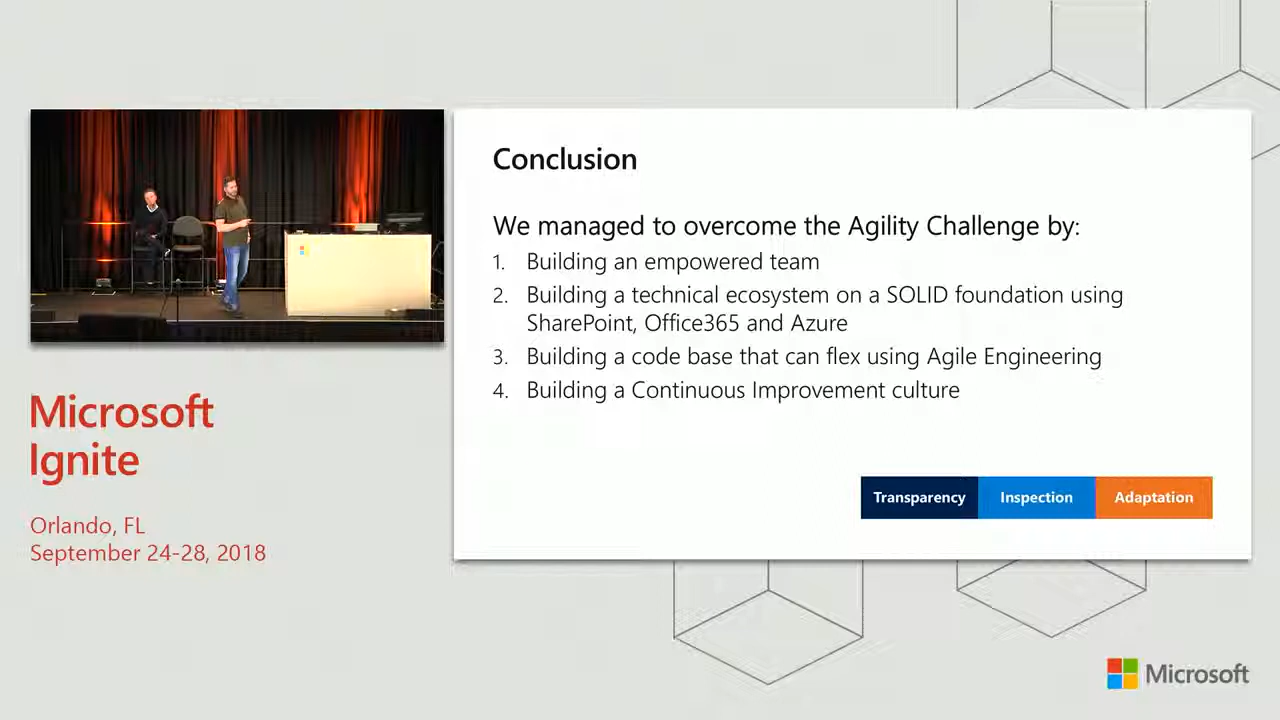 Microsoft
Ignite
Orlando, FL
September 24-28, 2018
Conclusion
We managed to overcome the Agility Challenge by:
1. Building an empowered team
2. Building a technical ecosystem on a SOLID foundation using
SharePoint, Office365 and Azure
3. Building a code base that can flex using Agile Engineering
4. Building a Continuous Improvement culture
Transparency
Inspection
Adaptation
Microsoft